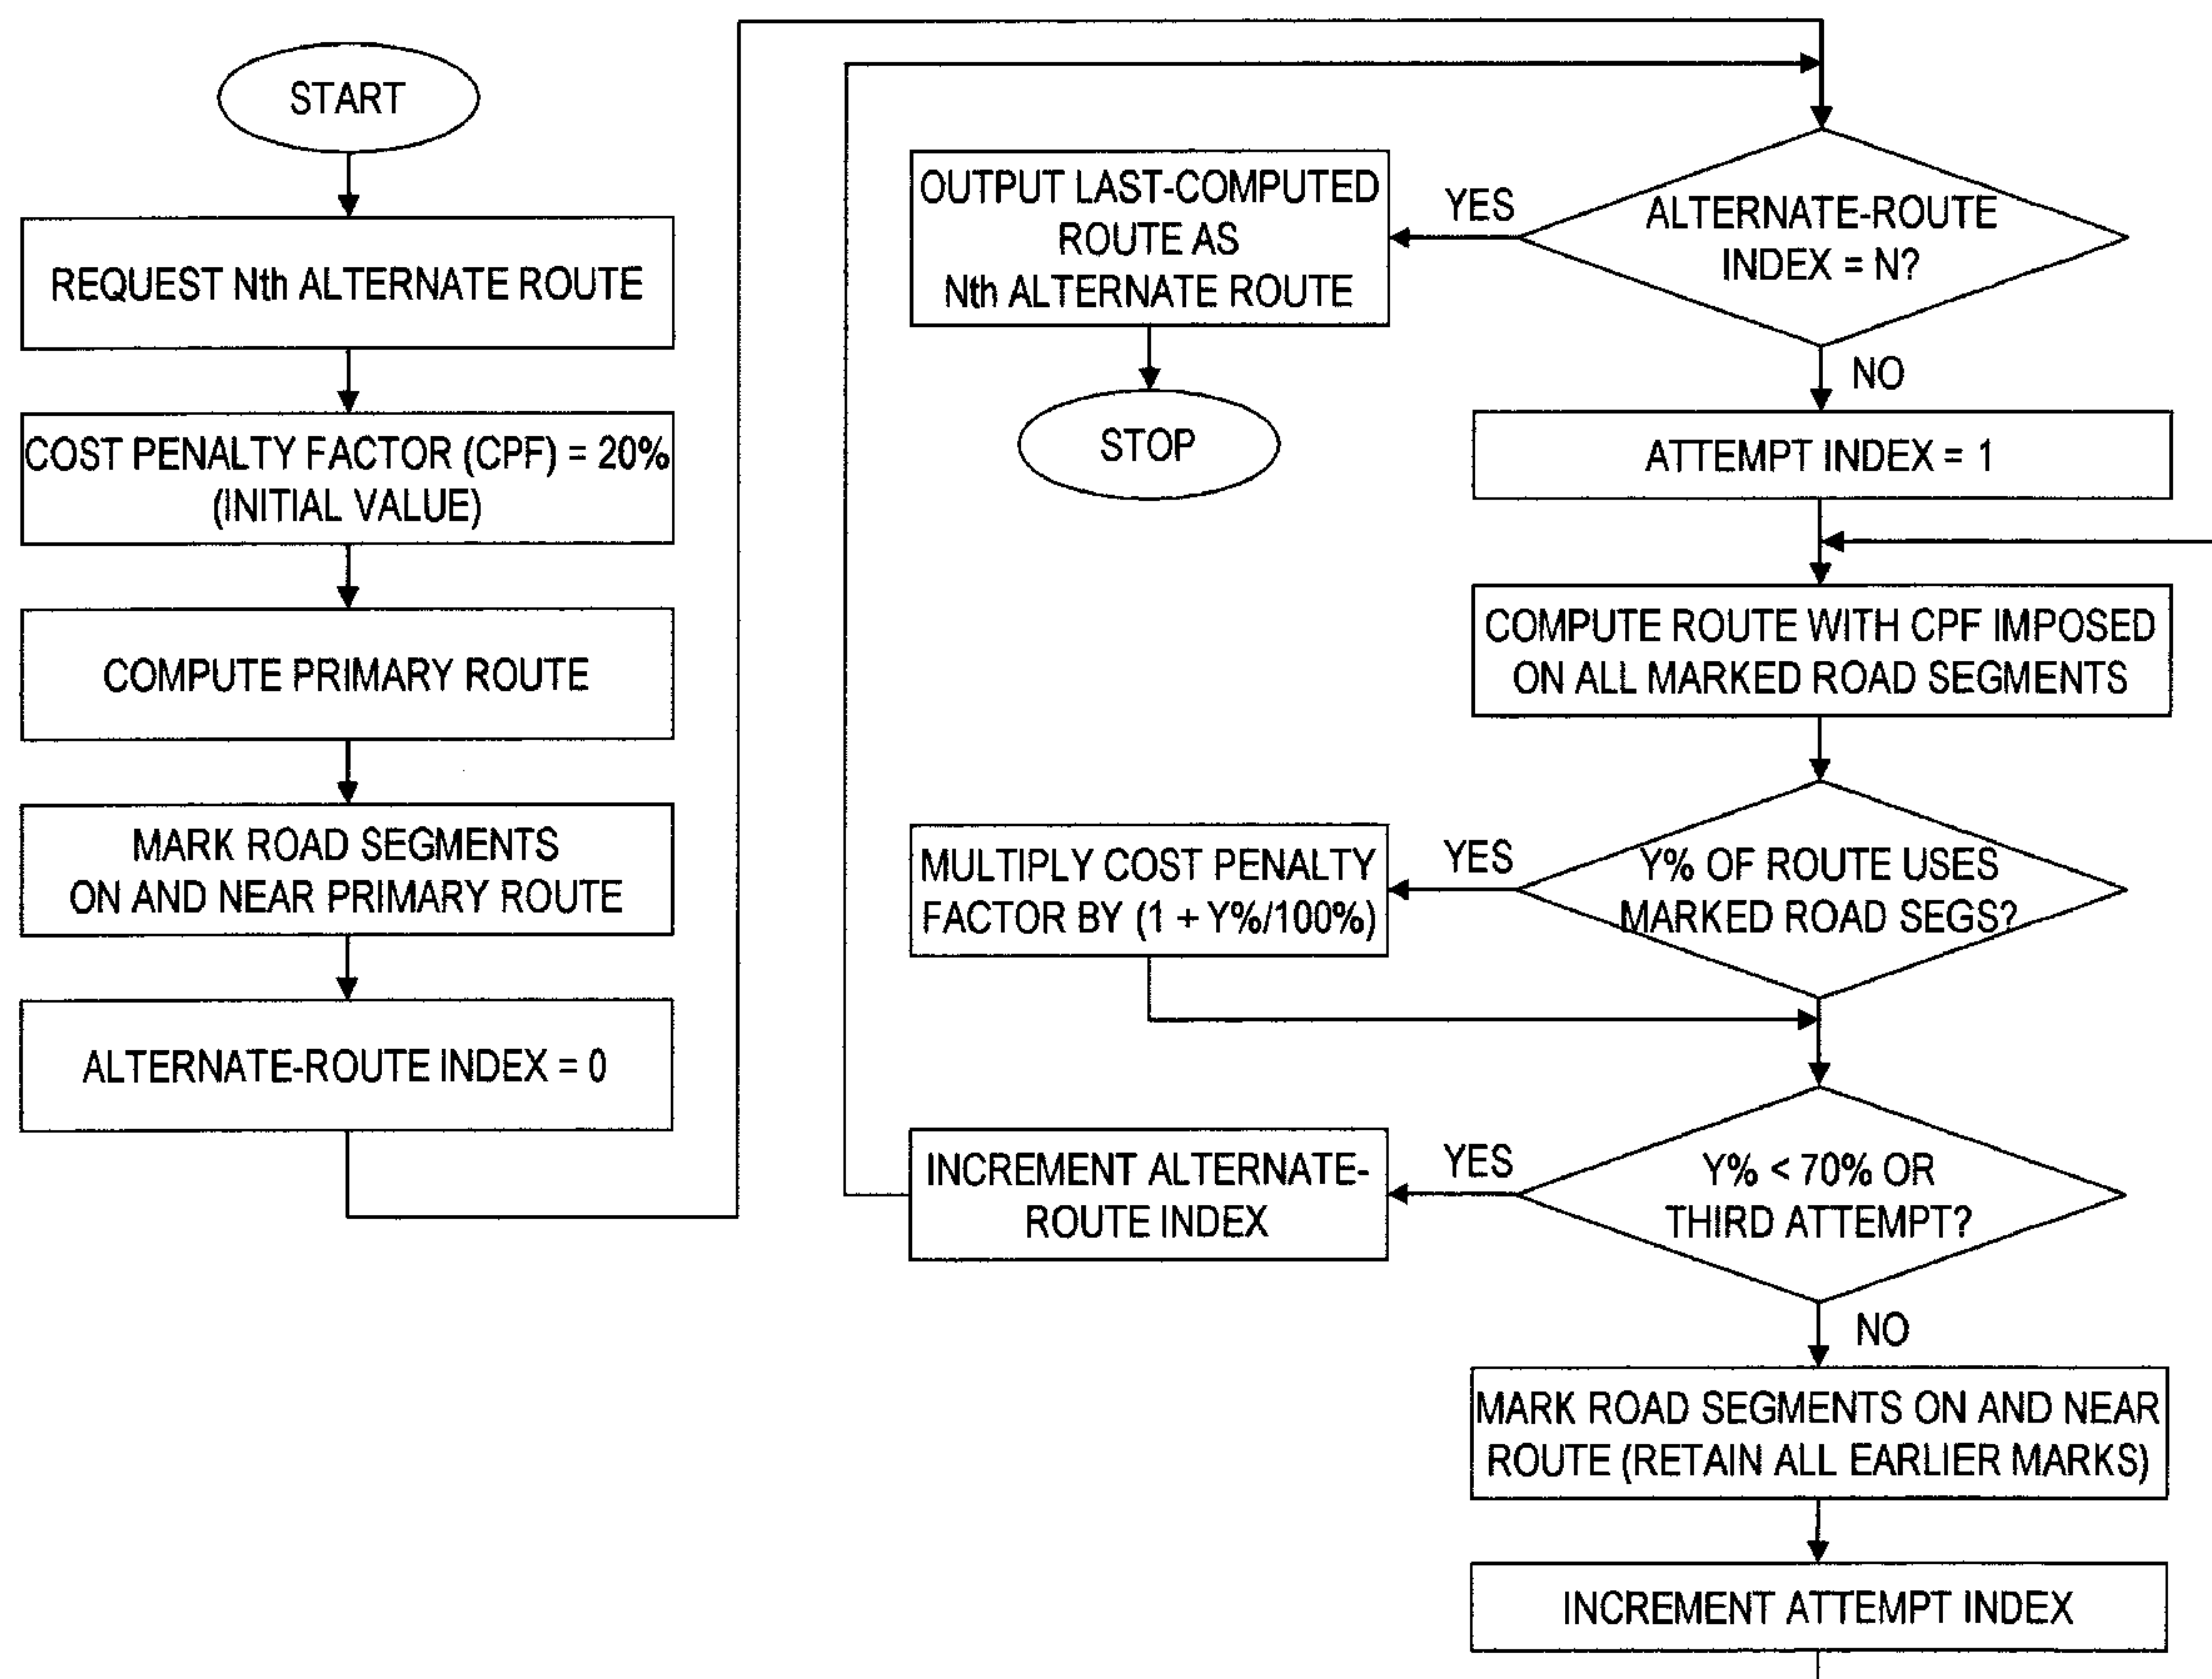 START
REQUEST Nth ALTERNATE ROUTE
COST PENALTY FACTOR (CPF) = 20%
(INITIAL VALUE)
COMPUTE PRIMARY ROUTE
MARK ROAD SEGMENTS
ON AND NEAR PRIMARY ROUTE
ALTERNATE-ROUTE INDEX = 0
ALTERNATE-ROUTE
INDEX = N?
YES
OUTPUT LAST-COMPUTED
ROUTE AS
Nth ALTERNATE ROUTE
STOP
NO
ATTEMPT INDEX = 1
COMPUTE ROUTE WITH CPF IMPOSED
ON ALL MARKED ROAD SEGMENTS
Y% OF ROUTE USES
MARKED ROAD SEGS?
YES
MULTIPLY COST PENALTY
FACTOR BY (1 + Y%/100%)
Y% < 70% OR
THIRD ATTEMPT?
YES
INCREMENT ALTERNATE-
ROUTE INDEX
NO
MARK ROAD SEGMENTS ON AND NEAR
ROUTE (RETAIN ALL EARLIER MARKS)
INCREMENT ATTEMPT INDEX